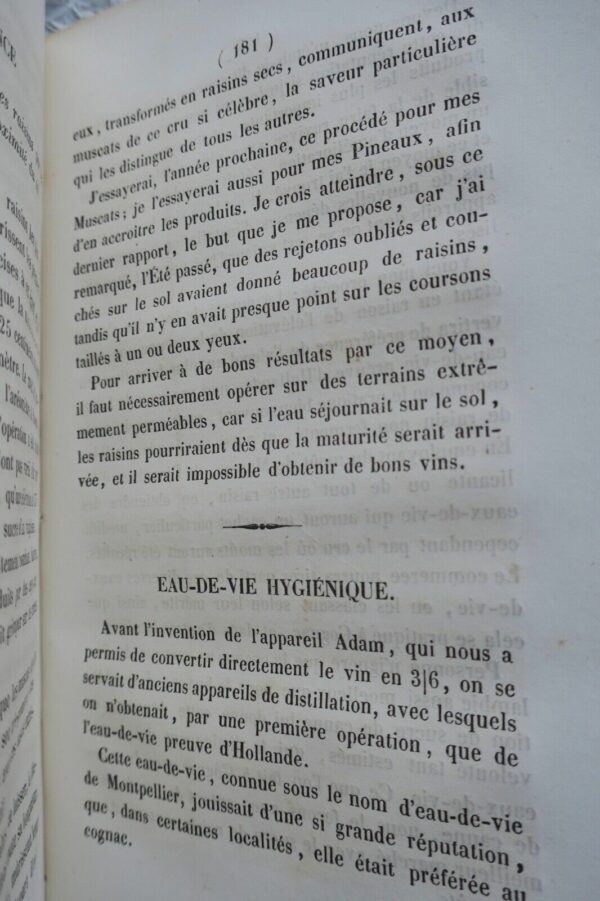 ( 181 )
eux, transformés en raisins secs, communiquent, aux
muscats de ce cru si célèbre, la saveur particulière
qui les distingue de tous les autres.
J'essayerai, l'année prochaine, ce procédé pour mes
Muscats; je l'essayerai aussi pour mes Pineaux, afin
d'en accroître les produits. Je crois atteindre, sous ce
dernier rapport, le but que je me propose, car j'ai
remarqué, l'Été passé, que des rejetons oubliés et cou-
chés sur le sol avaient donné beaucoup de raisins,
tandis qu'il n'y en avait presque point sur les coursons
taillés à un ou deux yeux.
Pour arriver à de bons résultats par ce moyen,
il faut nécessairement opérer sur des terrains extrê-
mement perméables, car si l'eau séjournait sur le sol,
les raisins pourriraient dès que la maturité serait arri-
vée, et il serait impossible d'obtenir de bons vins.
EAU-DE-VIE HYGIÉNIQUE.
Avant l'invention de l'appareil Adam, qui nous a
permis de convertir directement le vin en 3|6, on se
servait d'anciens appareils de distillation, avec lesquels
on n'obtenait, par une première opération, que de
l'eau-de-vie preuve d'Hollande.
Cette eau-de-vie, connue sous le nom d'eau-de-vie
de Montpellier, jouissait d'une si grande réputation,
que, dans certaines localités, elle était préférée au
cognac.